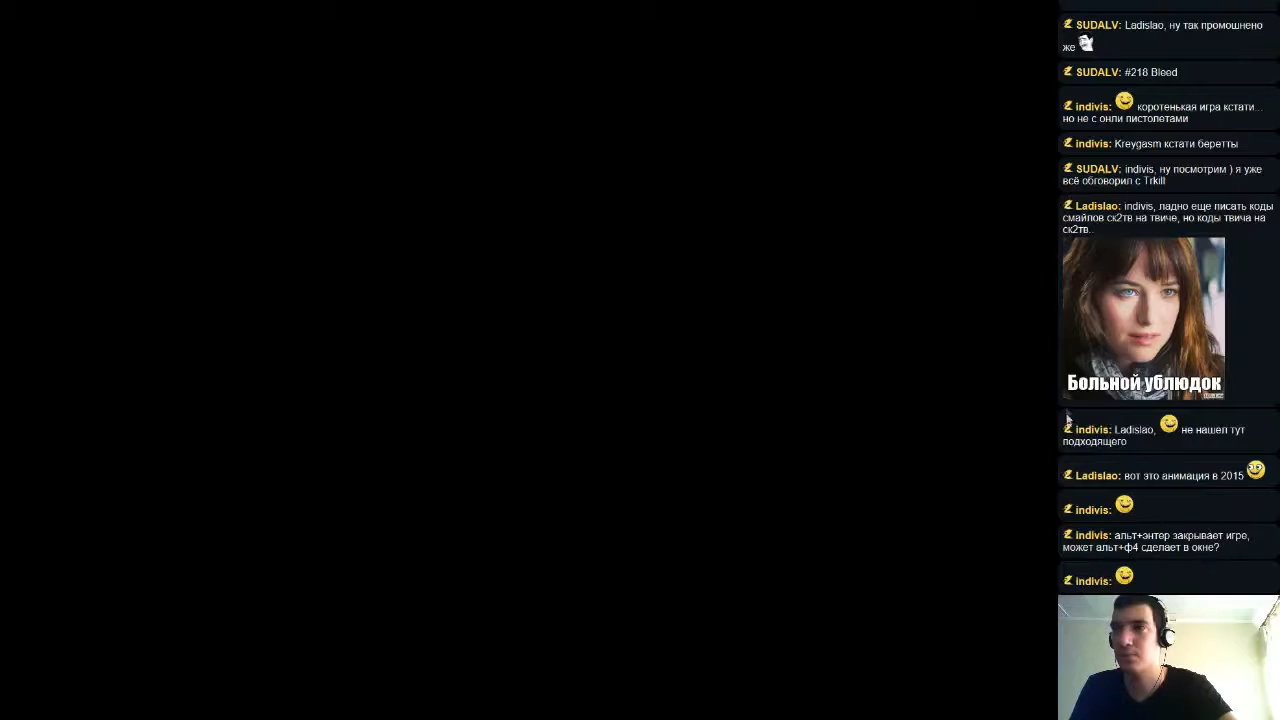 SUDALV: Ladislao, ну так промошнено
же
SUDALV: #218 Bleed
indivis: коротенькая игра кстати...
но не с онли пистолетами
indivis: Kreygasm кстати беретты
SUDALV: indivis, ну посмотрим ) я уже
всё обговорил с Trkill
Ladislao: indivis, ладно еще писать коды
смайлов ск2тв на твиче, но коды твича на
ск2тв..
Больной ублюдок
indivis: Ladislao, не нашел тут
подходящего
Ladislao: вот это анимация в 2015
indivis:
indivis: альт+энтер закрывает игре,
может альт+ф4 сделает в окне?
indivis: